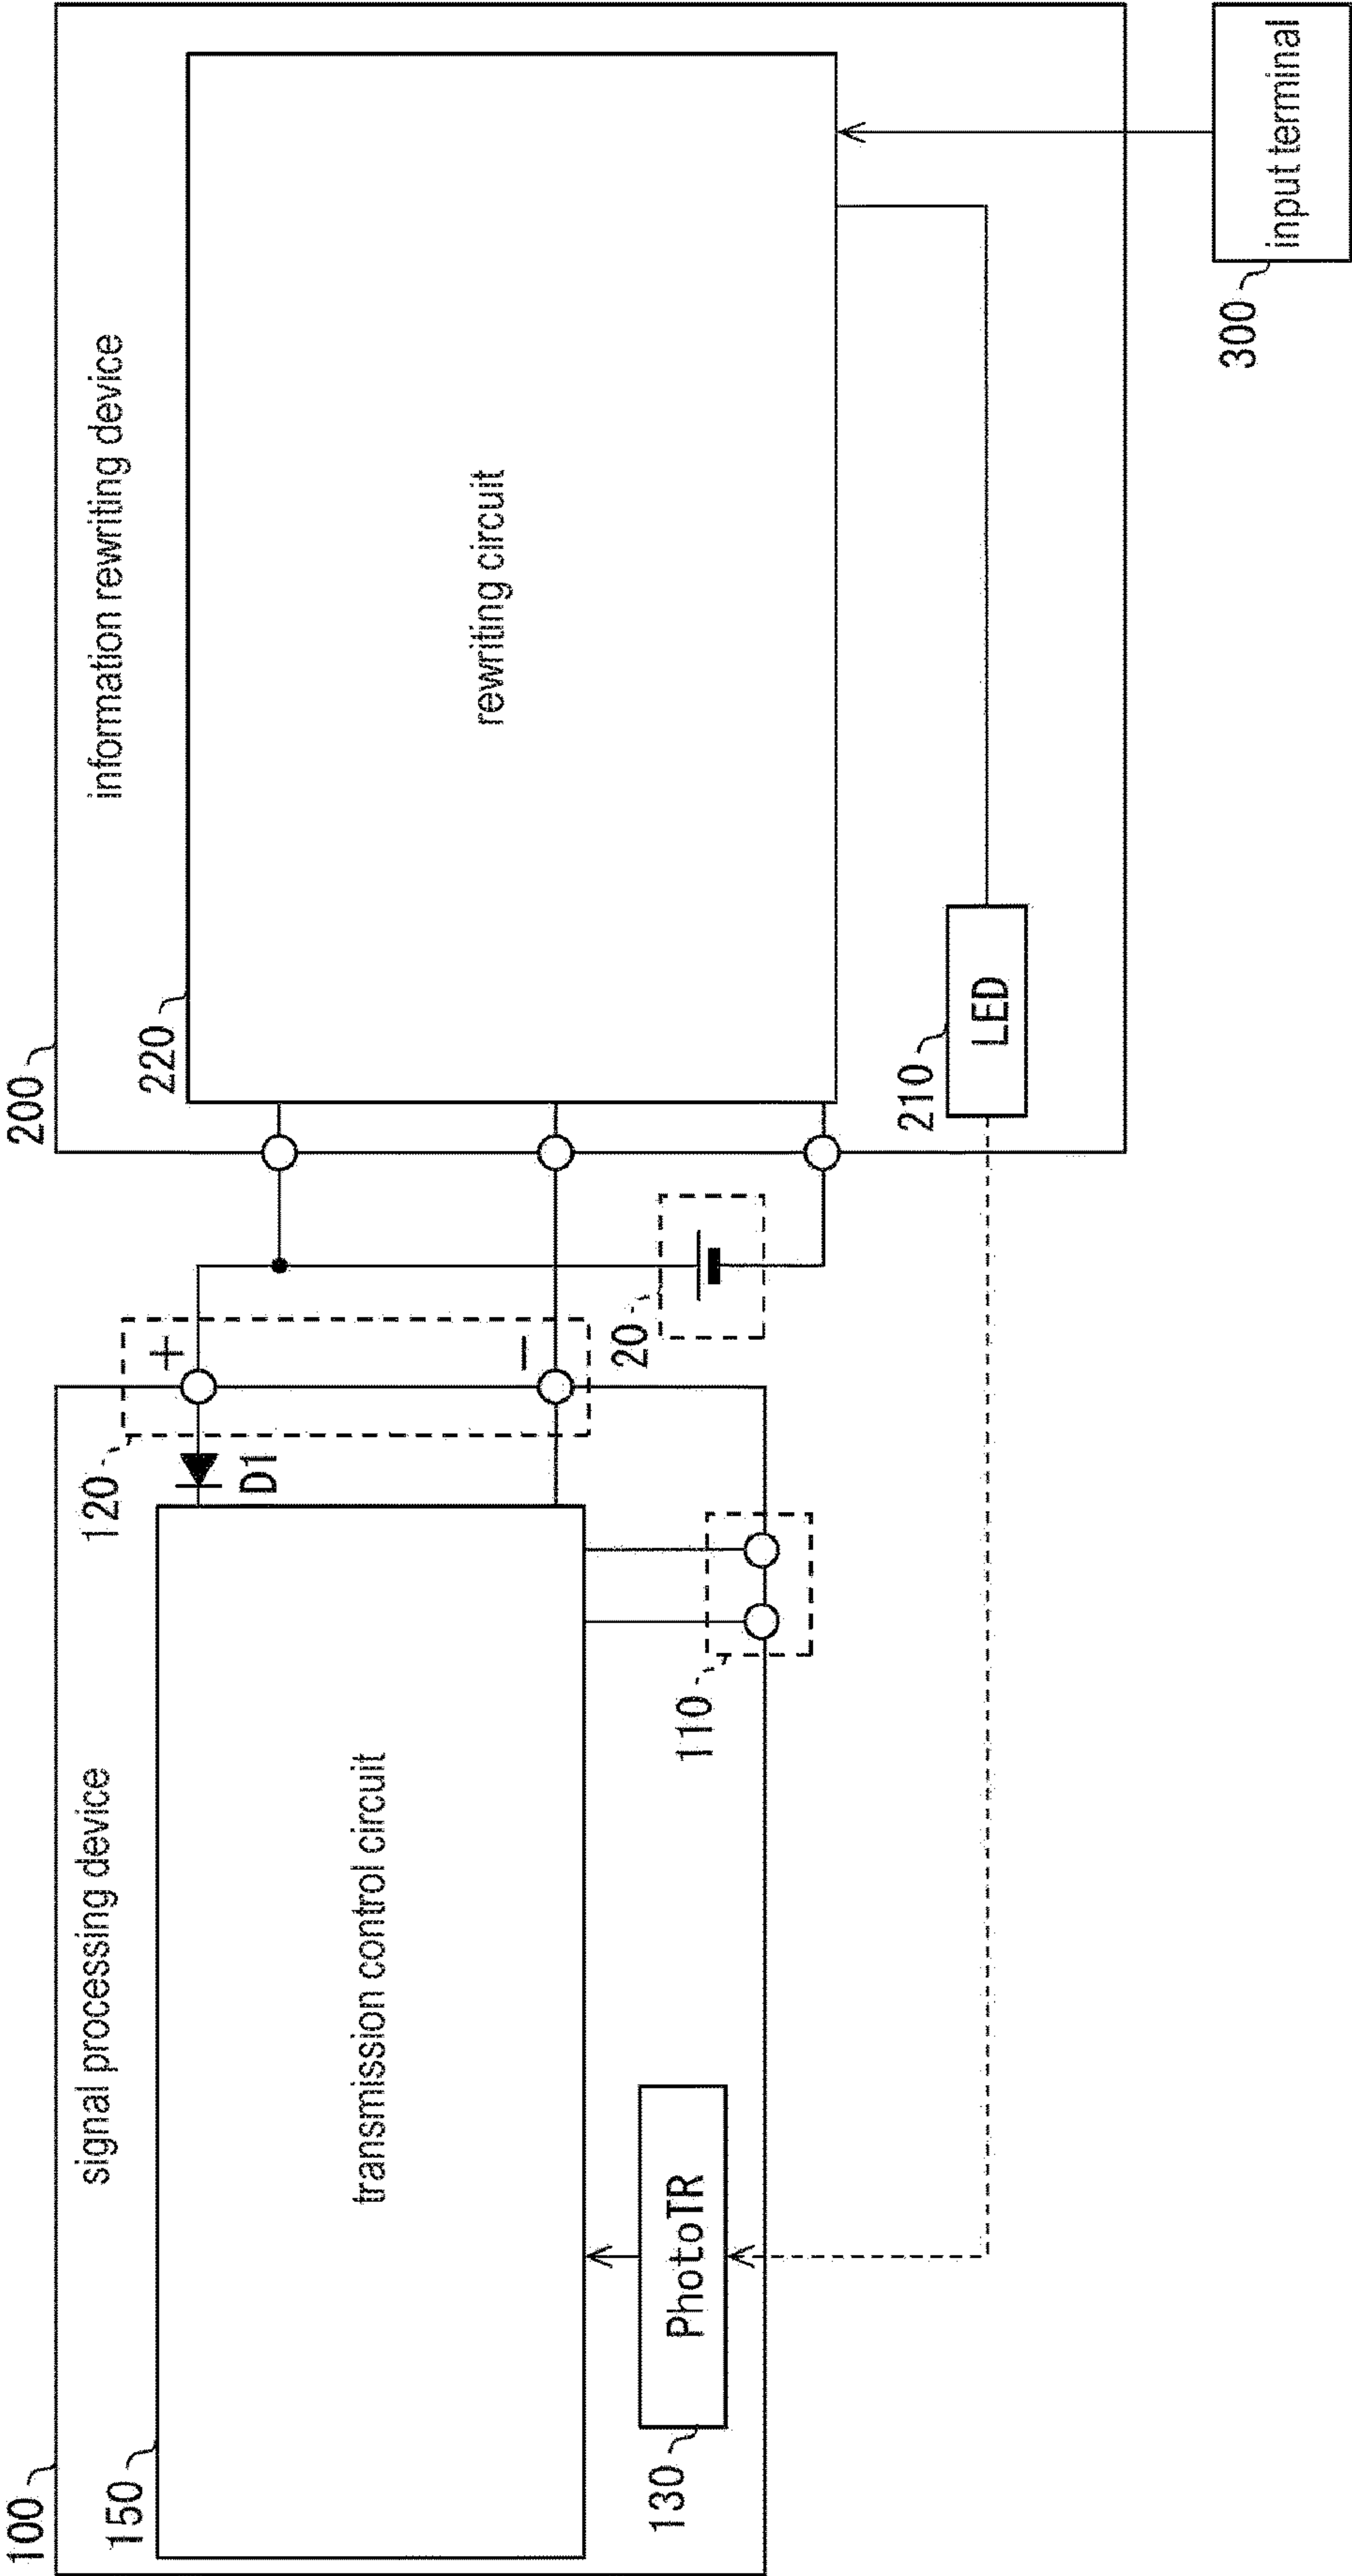 100
signal processing device
150
transmission control circuit
130
PhotoTR
110
120
D1
+
−
20
200
information rewriting device
220
rewriting circuit
210
LED
300
input terminal